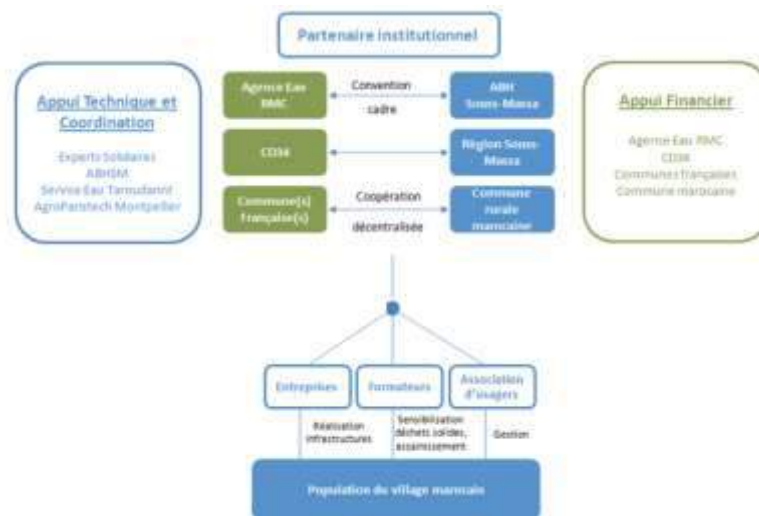 Partenaire institutionnel
Appui Technique et
Coordination
Experts Solidaires
ABHSM
Service Eau Taroudannt
AgroParistech Montpellier
Agence Eau
RMC
Convention
cadre
ABH
Souss-Massa
CD34
Région Souss-
Massa
Commune(s)
Française(s)
Coopération
décentralisée
Commune
rurale
marocaine
Appui Financier
Agence Eau RMC
CD34
Communes françaises
Commune marocaine
Entreprises
Formateurs
Association
d'usagers
Réalisation
infrastructures
Sensibilisation
déchets solides,
assainissement
Gestion
Population du village marocain